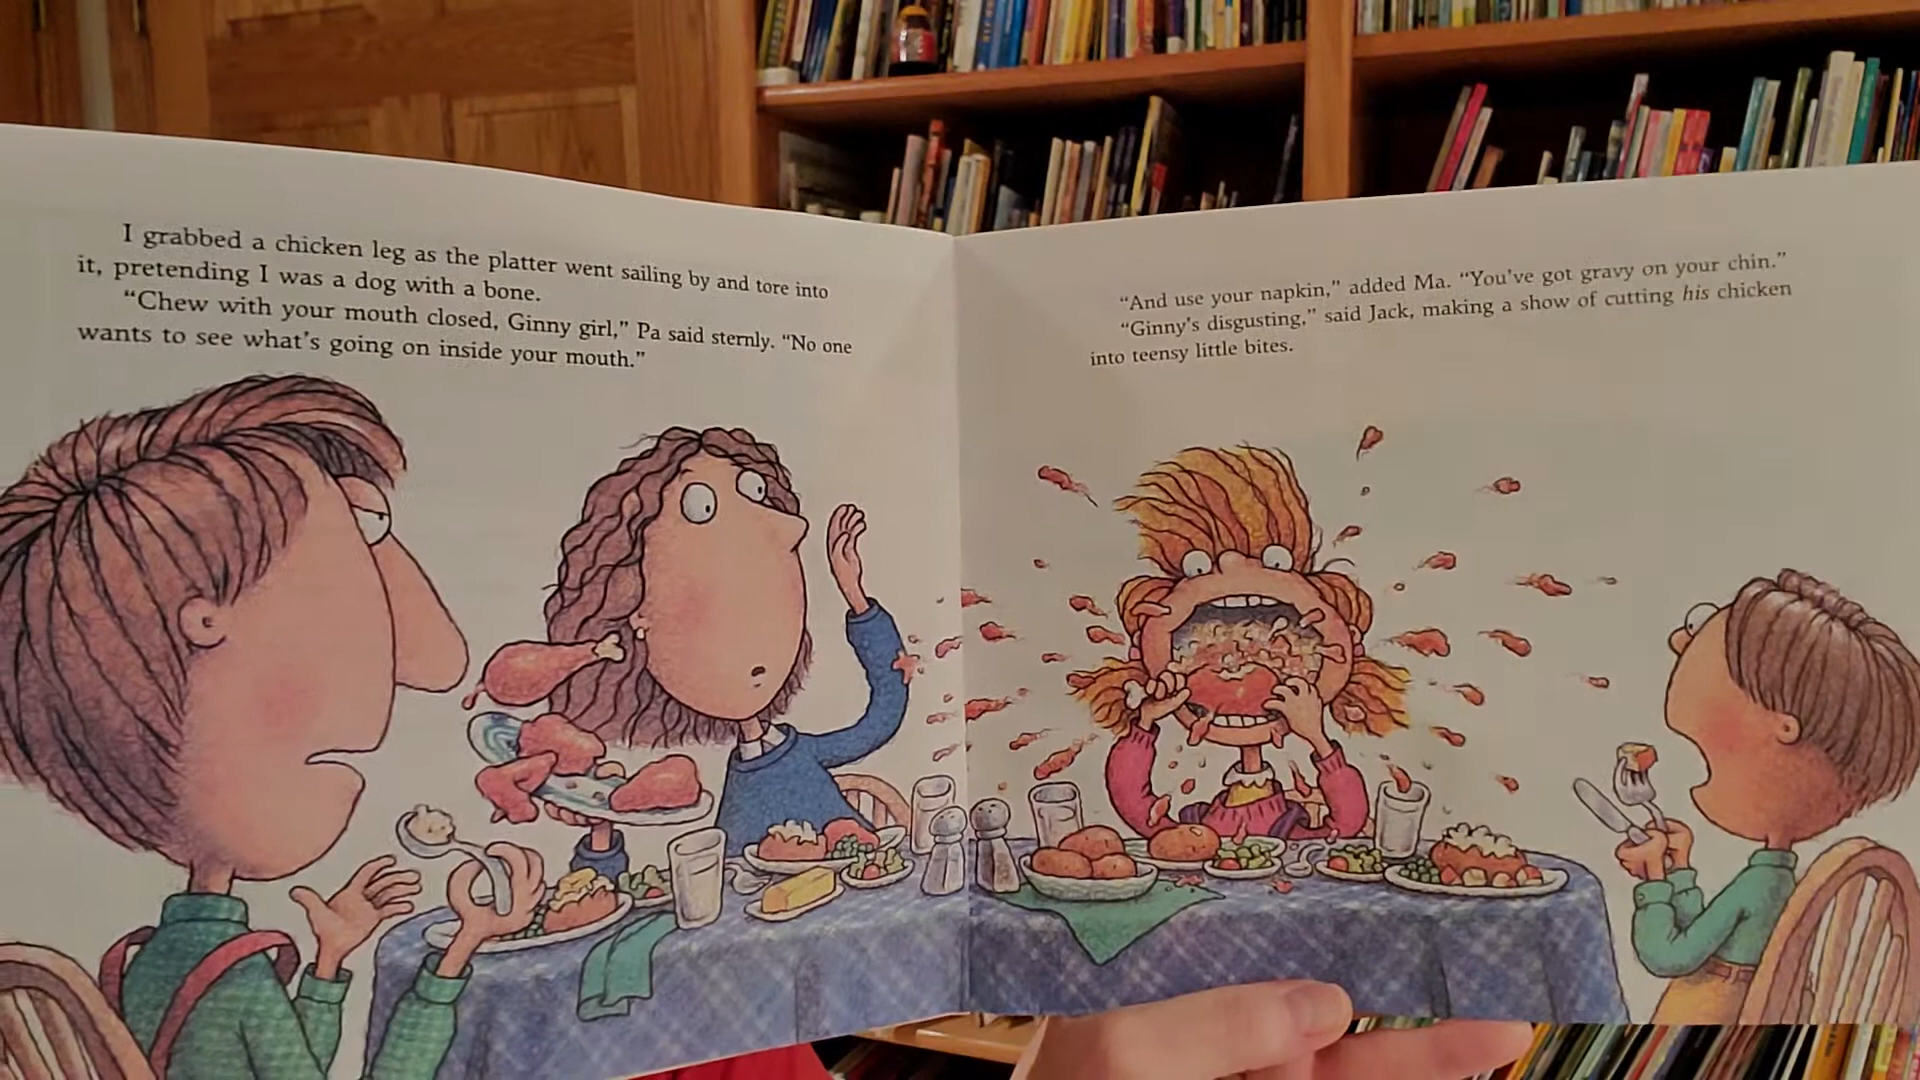 I grabbed a chicken leg as the platter went sailing by and tore into
it, pretending I was a dog with a bone.
“Chew with your mouth closed, Ginny girl,” Pa said sternly. “No one
wants to see what’s going on inside your mouth.”
“And use your napkin,” added Ma. “You’ve got gravy on your chin.”
“Ginny’s disgusting,” said Jack, making a show of cutting his chicken
into teensy little bites.